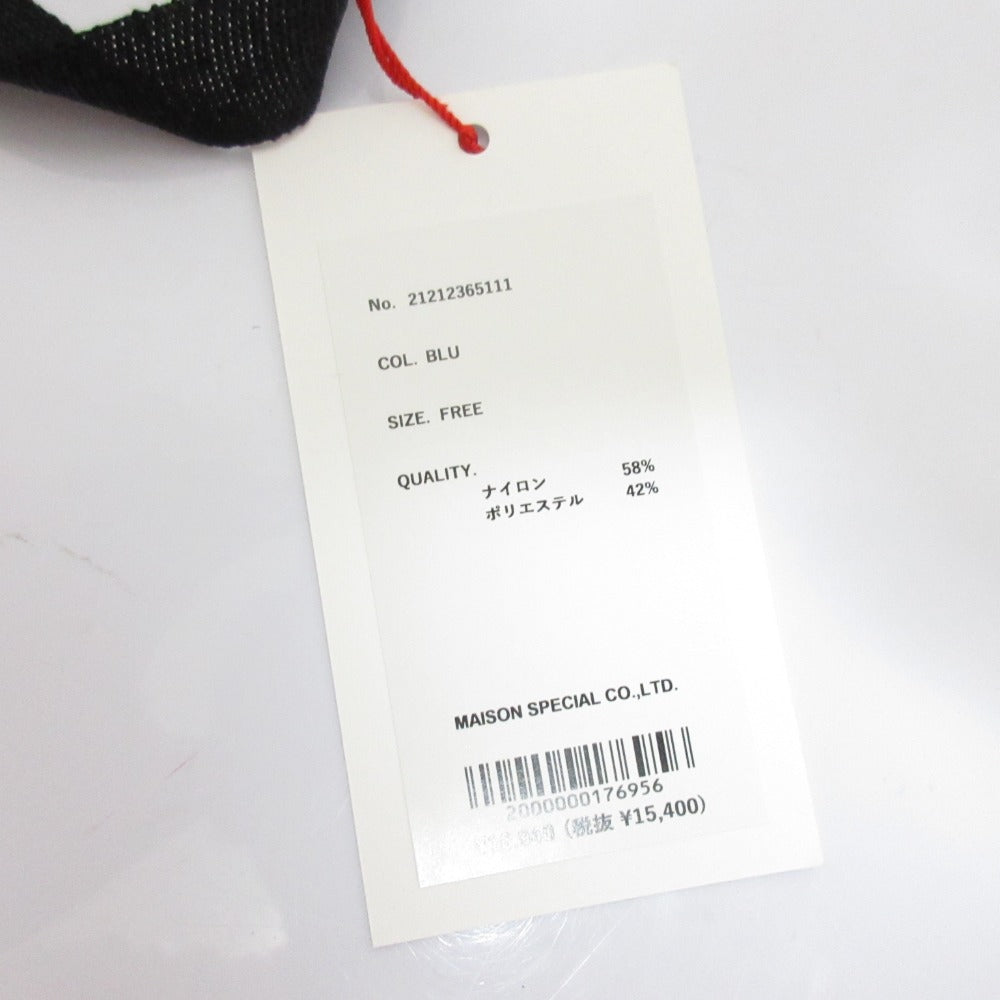 No. 21212365111
COL. BLU
SIZE. FREE
QUALITY.
ナイロン 58%
ポリエステル 42%
MAISON SPECIAL CO.,LTD.
2000000176956
(税抜 ¥15,400)